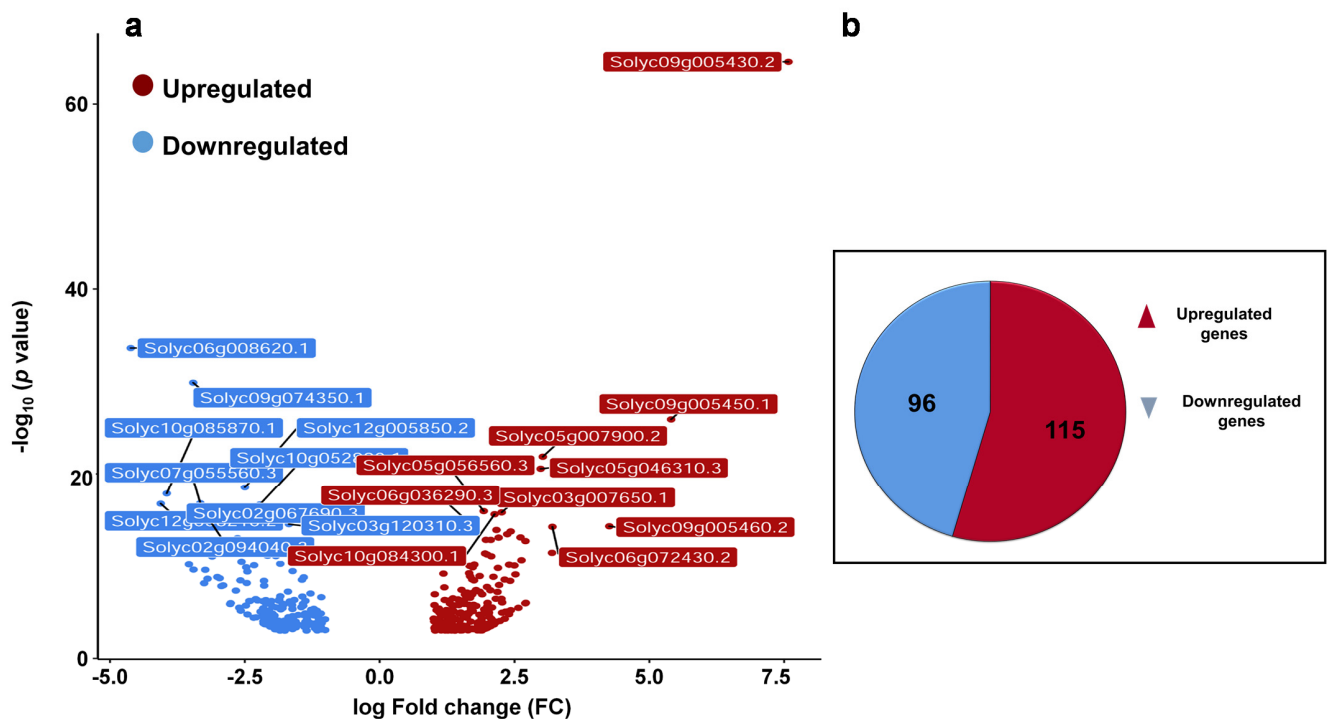 a
b
Upregulated
Downregulated
60
40
20
0
-log10 (p value)
Solyc09g005430.2
Solyc06g008620.1
Solyc09g074350.1
Solyc10g085870.1
Solyc12g005850.2
Solyc07g055560.3
Solyc02g067690.3
Solyc03g120310.3
Solyc02g094040.3
Solyc09g005450.1
Solyc05g007900.2
Solyc05g056560.3
Solyc05g046310.3
Solyc06g036290.3
Solyc03g007650.1
Solyc09g005460.2
Solyc10g084300.1
Solyc06g072430.2
-5.0
-2.5
0.0
2.5
5.0
7.5
log Fold change (FC)
96
115
Upregulated
genes
Downregulated
genes